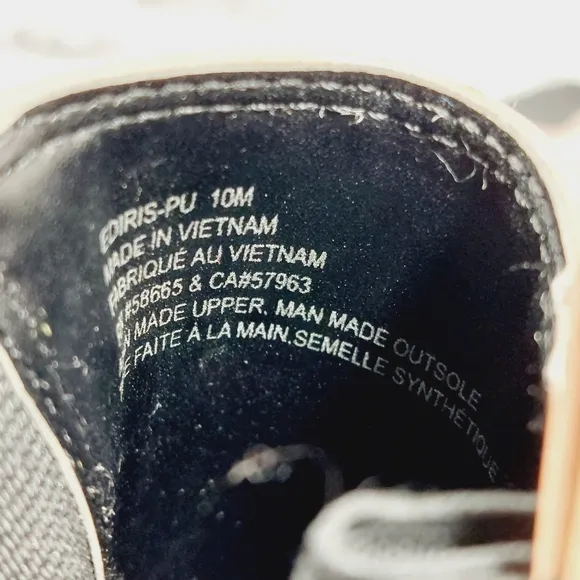 EDIRIS-PU 10M
MADE IN VIETNAM
FABRIQUÉ AU VIETNAM
#58665 & CA#57963
MADE UPPER, MAN MADE OUTSOLE
FAITE À LA MAIN.SEMELLE SYNTHÉTIQUE